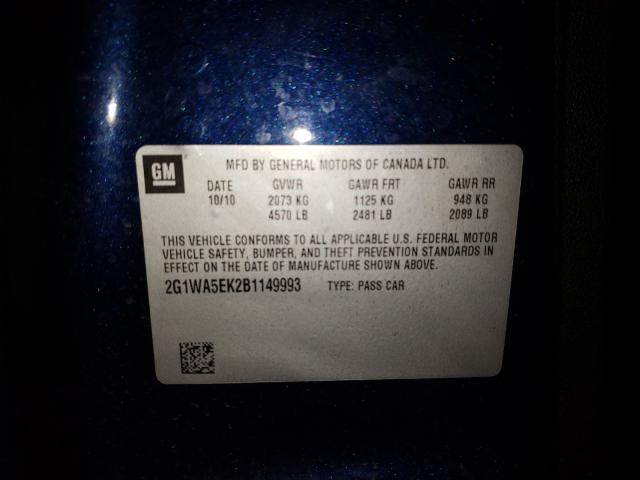 GM
MFD BY GENERAL MOTORS OF CANADA LTD.
DATE GVWR GAWR FRT GAWR RR
10/10 2073 KG 1125 KG 948 KG
4570 LB 2481 LB 2089 LB
THIS VEHICLE CONFORMS TO ALL APPLICABLE U.S. FEDERAL MOTOR
VEHICLE SAFETY, BUMPER, AND THEFT PREVENTION STANDARDS IN
EFFECT ON THE DATE OF MANUFACTURE SHOWN ABOVE.
2G1WA5EK2B1149993 TYPE: PASS CAR